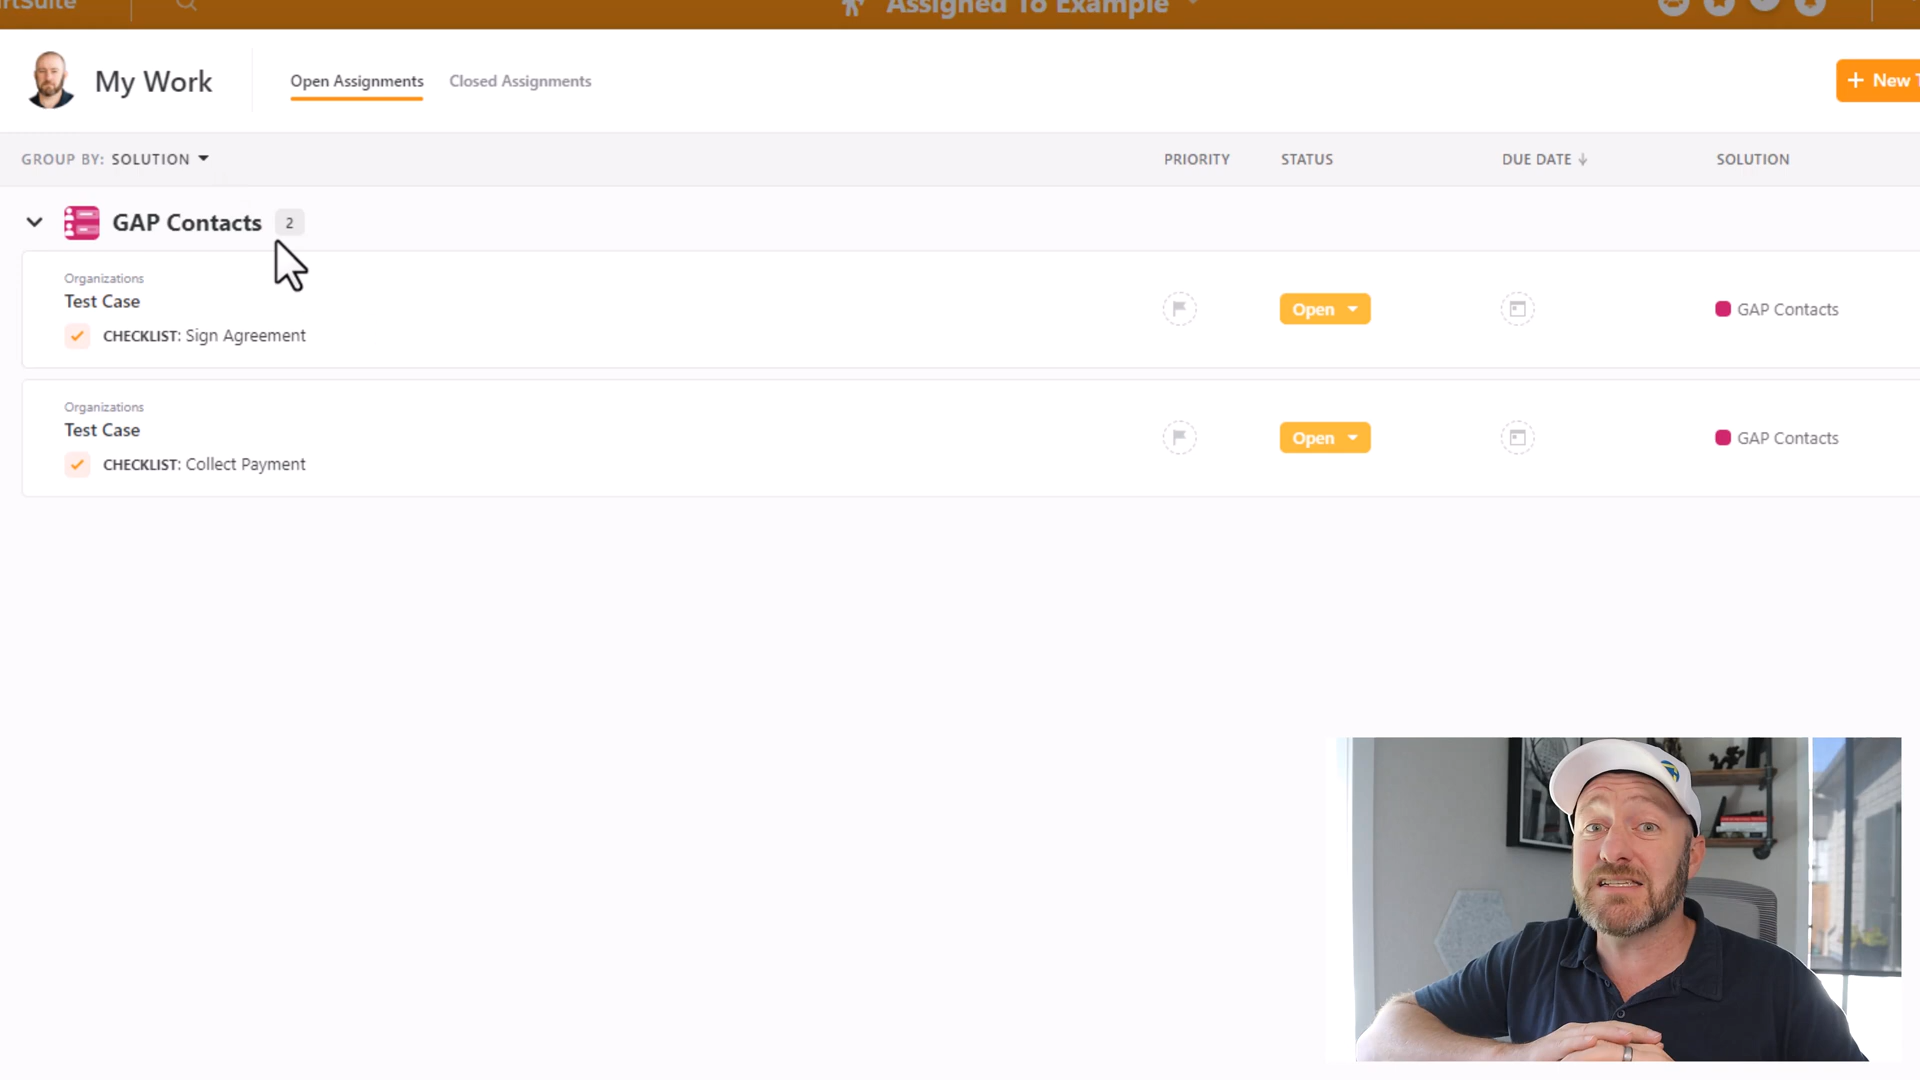 Assigned To Example
My Work
Open Assignments
Closed Assignments
+ New
GROUP BY: SOLUTION
PRIORITY
STATUS
DUE DATE
SOLUTION
GAP Contacts 2
Organizations
Test Case
CHECKLIST: Sign Agreement
Open
GAP Contacts
Organizations
Test Case
CHECKLIST: Collect Payment
Open
GAP Contacts